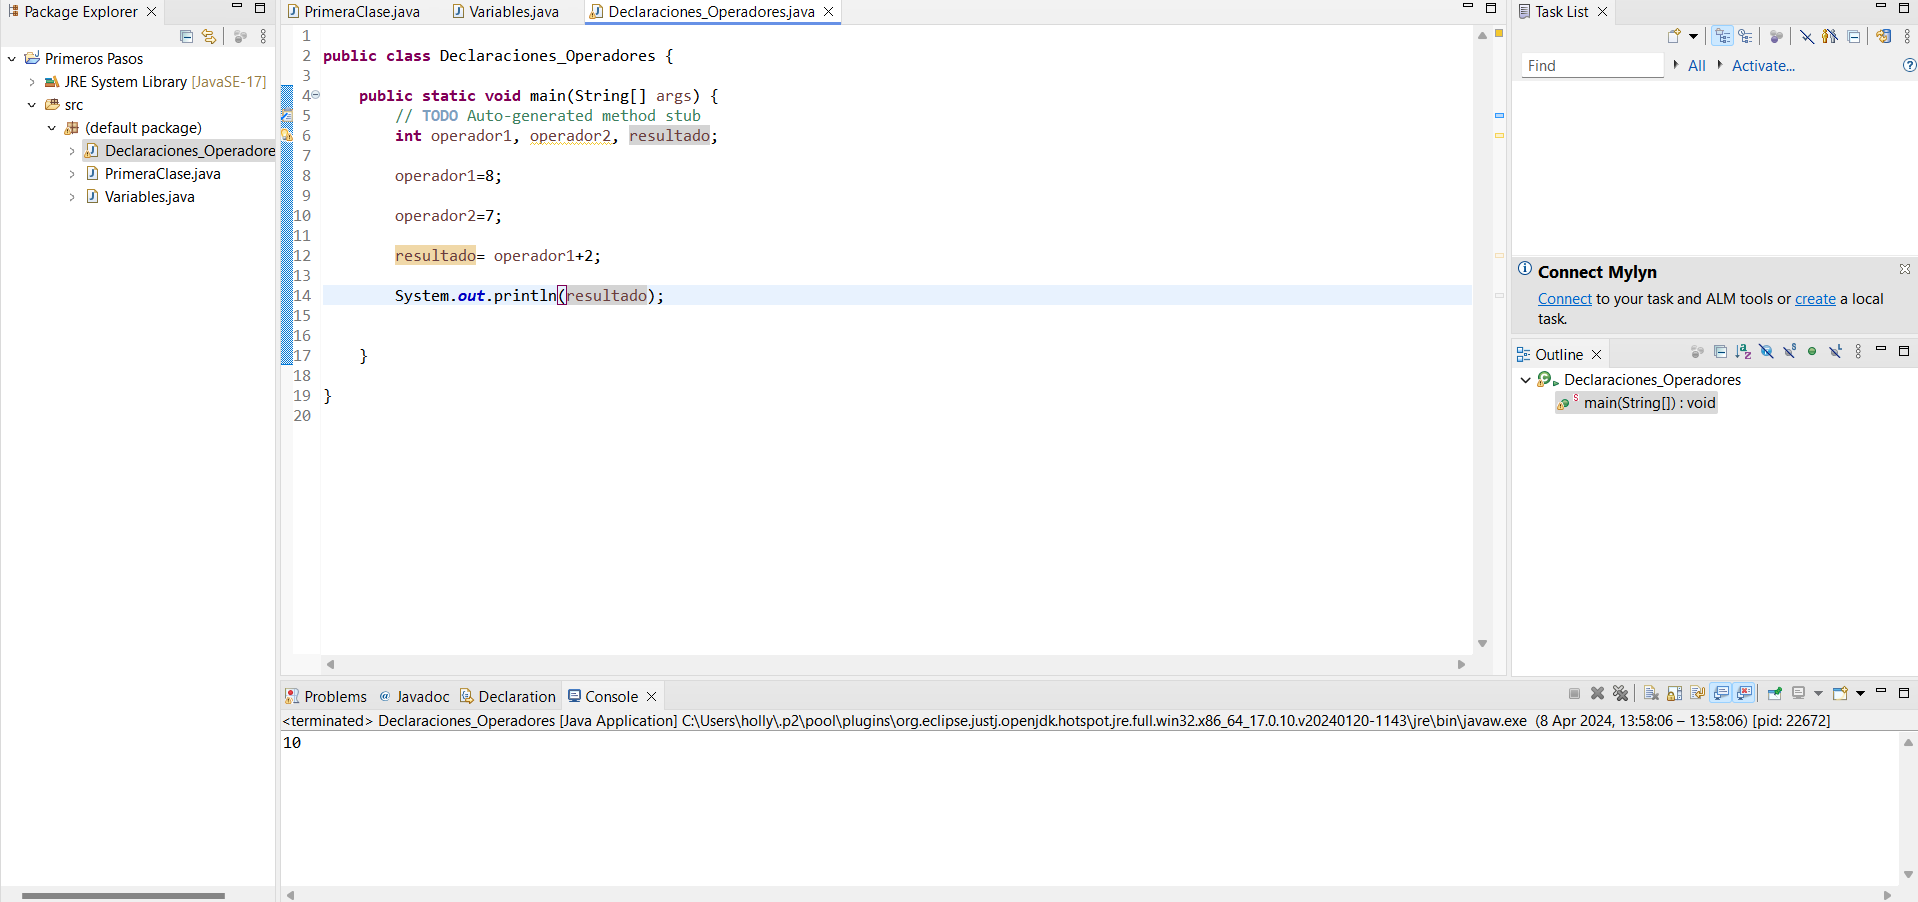 Package Explorer
Primeros Pasos
JRE System Library [JavaSE-17]
src
(default package)
Declaraciones_Operadore
PrimeraClase.java
Variables.java
PrimeraClase.java
Variables.java
Declaraciones_Operadores.java
1
2 public class Declaraciones_Operadores {
3
4 public static void main(String[] args) {
5 // TODO Auto-generated method stub
6 int operador1, operador2, resultado;
7
8 operador1=8;
9
10 operador2=7;
11
12 resultado= operador1+2;
13
14 System.out.println(resultado);
15
16
17 }
18
19 }
20
Task List
Find
All
Activate...
Connect Mylyn
Connect to your task and ALM tools or create a local
task.
Outline
Declaraciones_Operadores
main(String[]) : void
Problems
@ Javadoc
Declaration
Console
<terminated> Declaraciones_Operadores [Java Application] C:\Users\holly\.p2\pool\plugins\org.eclipse.justj.openjdk.hotspot.jre.full.win32.x86_64_17.0.10.v20240120-1143\jre\bin\javaw.exe (8 Apr 2024, 13:58:06 – 13:58:06) [pid: 22672]
10